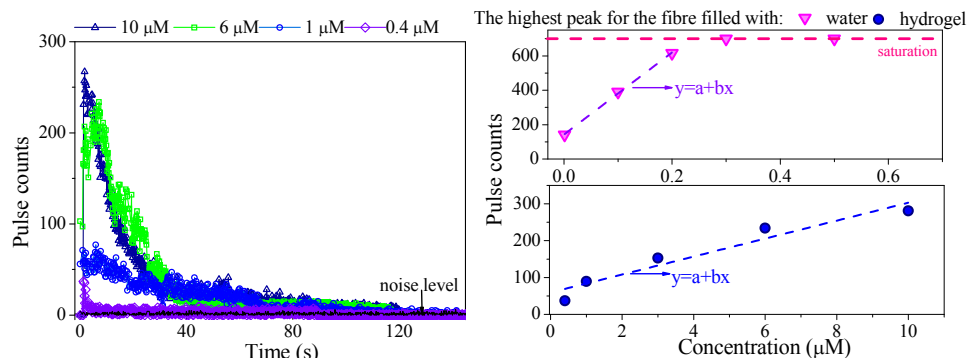 10 μM 6 μM 1 μM 0.4 μM
300
200
100
0
Pulse counts
0 40 80 120
Time (s)
noise level
The highest peak for the fibre filled with: water hydrogel
600
400
200
0
saturation
y=a+bx
0.0 0.2 0.4 0.6
Pulse counts
300
200
100
0
y=a+bx
2 4 6 8 10
Concentration (μM)